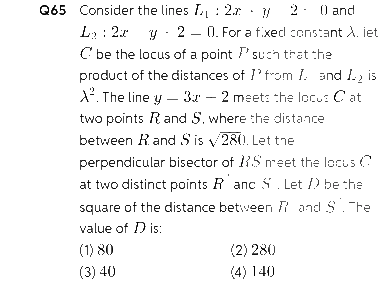 Q65 Consider the lines L₁ : 2x y 2 0 and
L₂ : 2x y - 2 = 0. For a fixed constant λ, let
C be the locus of a point P such that the
product of the distances of P from L and L₂ is
λ². The line y = 3x - 2 meets the locus C at
two points R and S, where the distance
between R and S is √280. Let the
perpendicular bisector of RS meet the locus C
at two distinct points R' and S'. Let D be the
square of the distance between R' and S'. The
value of D is:
(1) 80 (2) 280
(3) 40 (4) 140